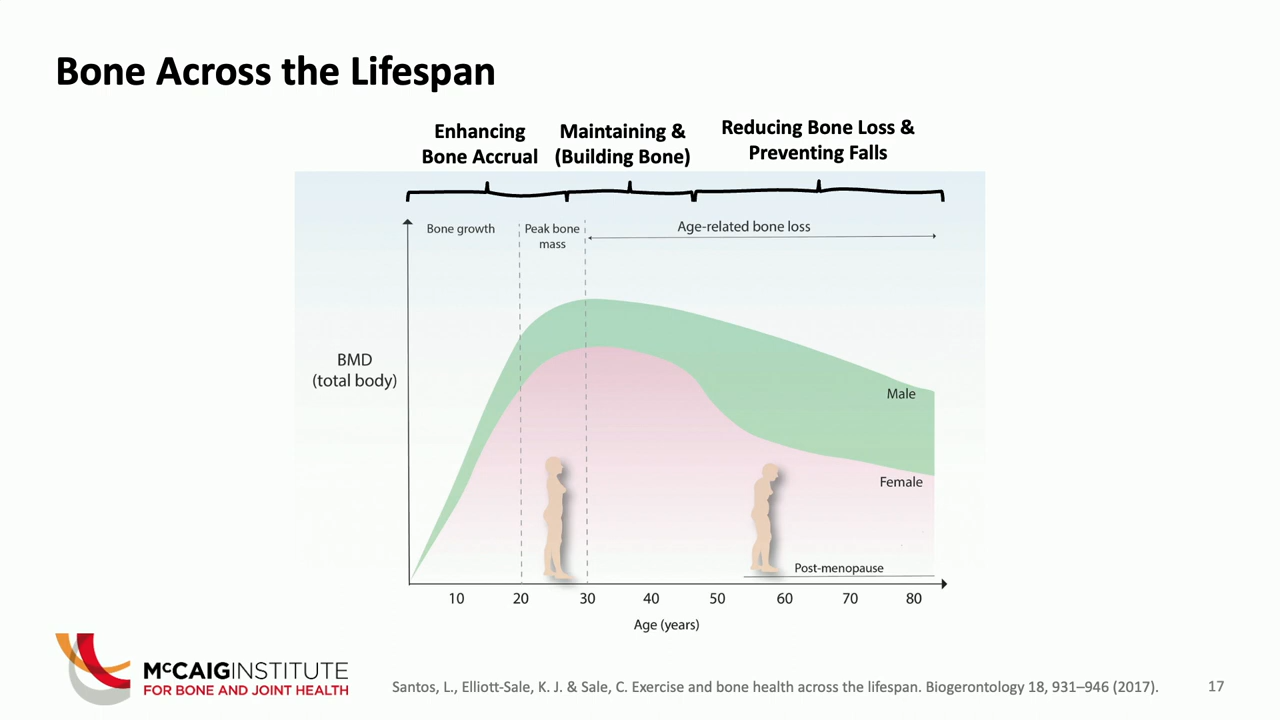 Bone Across the Lifespan
Enhancing
Bone Accrual
Maintaining &
(Building Bone)
Reducing Bone Loss &
Preventing Falls
Bone growth
Peak bone
mass
Age-related bone loss
BMD
(total body)
Male
Female
Post-menopause
10 20 30 40 50 60 70 80
Age (years)
McCAIG INSTITUTE
FOR BONE AND JOINT HEALTH
Santos, L., Elliott-Sale, K. J. & Sale, C. Exercise and bone health across the lifespan. Biogerontology 18, 931–946 (2017).
17